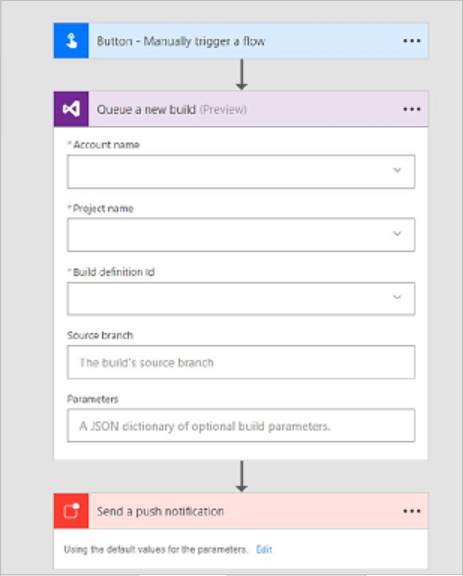 Button - Manually trigger a flow
Queue a new build (Preview)
*Account name
*Project name
*Build definition Id
Source branch
The build's source branch
Parameters
A JSON dictionary of optional build parameters.
Send a push notification
Using the default values for the parameters. Edit